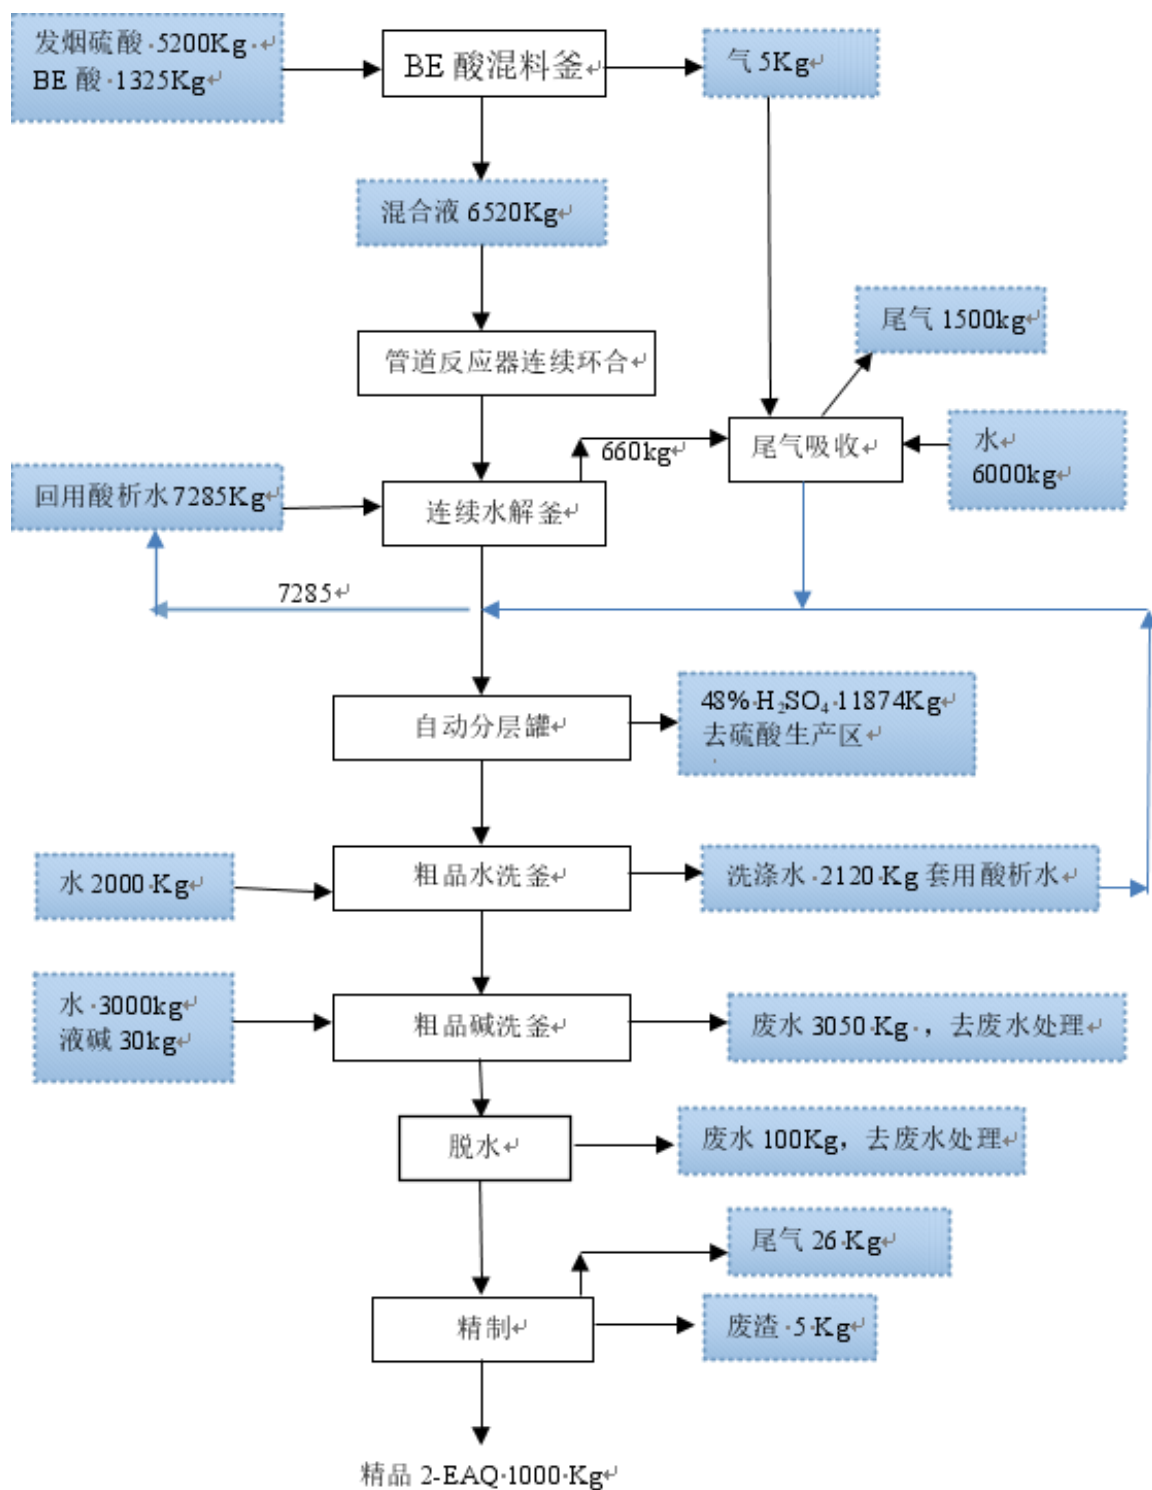 发烟硫酸·5200Kg·↵
BE 酸·1325Kg↵
BE 酸混料釜↵
气 5Kg↵
混合液 6520Kg↵
尾气 1500kg↵
管道反应器连续环合↵
660kg↵
尾气吸收↵
水↵
6000kg↵
回用酸析水 7285Kg↵
连续水解釜↵
7285↵
自动分层罐↵
48%·H₂SO₄·11874Kg↵
去硫酸生产区↵
水 2000·Kg↵
粗品水洗釜↵
洗涤水·2120·Kg 套用酸析水↵
水·3000kg↵
液碱 30kg↵
粗品碱洗釜↵
废水 3050·Kg·，去废水处理↵
脱水↵
废水 100Kg，去废水处理↵
尾气 26·Kg↵
精制↵
废渣·5·Kg↵
精品 2-EAQ·1000·Kg↵